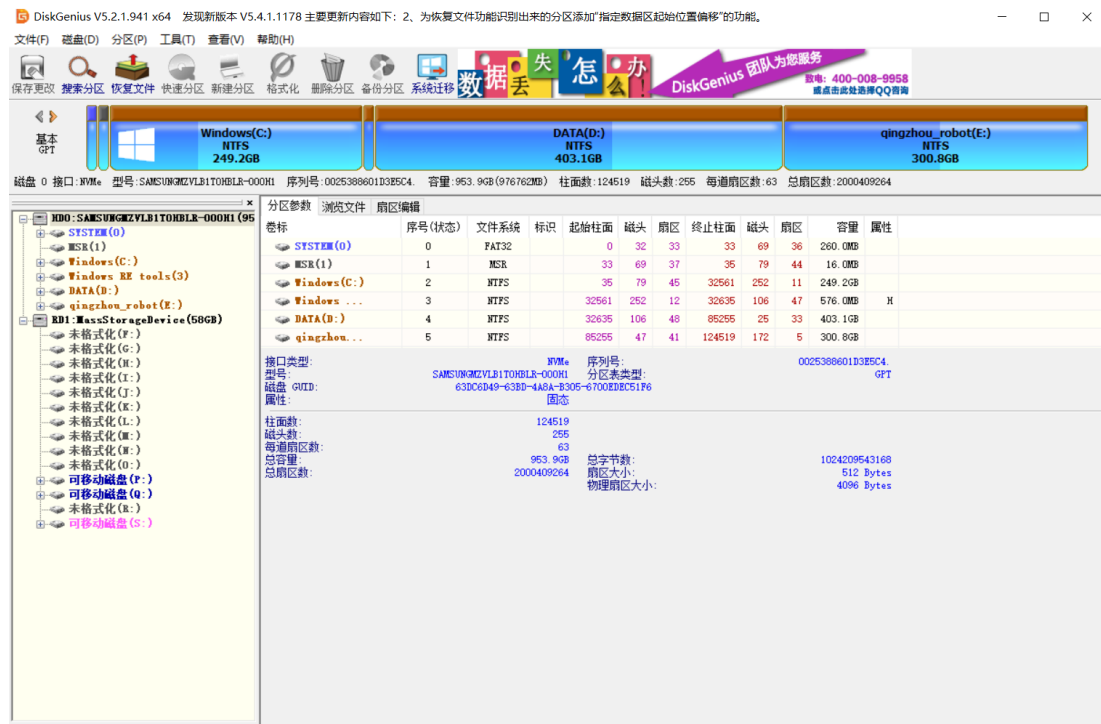 DiskGenius V5.2.1.941 x64 发现新版本 V5.4.1.1178 主要更新内容如下：2、为恢复文件功能识别出来的分区添加“指定数据区起始位置偏移”的功能。
文件(F) 磁盘(D) 分区(P) 工具(T) 查看(V) 帮助(H)
保存更改 搜索分区 恢复文件 快速分区 新建分区 格式化 删除分区 备份分区 系统迁移
数据丢失怎么办
DiskGenius 团队为您服务
致电: 400-008-9958
或点击此处选择QQ咨询
基本
GPT
Windows(C:)
NTFS
249.2GB
DATA(D:)
NTFS
403.1GB
qingzhou_robot(E:)
NTFS
300.8GB
磁盘 0 接口:NVMe 型号:SAMSUNGMZVLB1T0HBLR-000H1 序列号:0025388601D3E5C4. 容量:953.9GB(976762MB) 柱面数:124519 磁头数:255 每道扇区数:63 总扇区数:2000409264
HD0:SAMSUNGMZVLB1T0HBLR-000H1(95
SYSTEM(0)
MSR(1)
Windows(C:)
Windows RE tools(3)
DATA(D:)
qingzhou_robot(E:)
RD1:MassStorageDevice(58GB)
未格式化(F:)
未格式化(G:)
未格式化(H:)
未格式化(I:)
未格式化(J:)
未格式化(K:)
未格式化(L:)
未格式化(M:)
未格式化(N:)
未格式化(O:)
可移动磁盘(P:)
可移动磁盘(Q:)
未格式化(R:)
可移动磁盘(S:)
分区参数 浏览文件 扇区编辑
卷标 序号(状态) 文件系统 标识 起始柱面 磁头 扇区 终止柱面 磁头 扇区 容量 属性
SYSTEM(0) 0 FAT32 0 32 33 33 69 36 260.0MB
MSR(1) 1 MSR 33 69 37 35 79 44 16.0MB
Windows(C:) 2 NTFS 35 79 45 32561 252 11 249.2GB
Windows ... 3 NTFS 32561 252 12 32635 106 47 576.0MB H
DATA(D:) 4 NTFS 32635 106 48 85255 25 33 403.1GB
qingzhou... 5 NTFS 85255 47 41 124519 172 5 300.8GB
接口类型: NVMe 序列号: 0025388601D3E5C4.
型号: SAMSUNGMZVLB1T0HBLR-000H1 分区表类型: GPT
磁盘 GUID: 63DC6D49-63BD-4A8A-B305-6700EDEC51F6
属性: 固态
柱面数: 124519
磁头数: 255
每道扇区数: 63
总容量: 953.9GB 总字节数: 1024209543168
总扇区数: 2000409264 扇区大小: 512 Bytes
物理扇区大小: 4096 Bytes